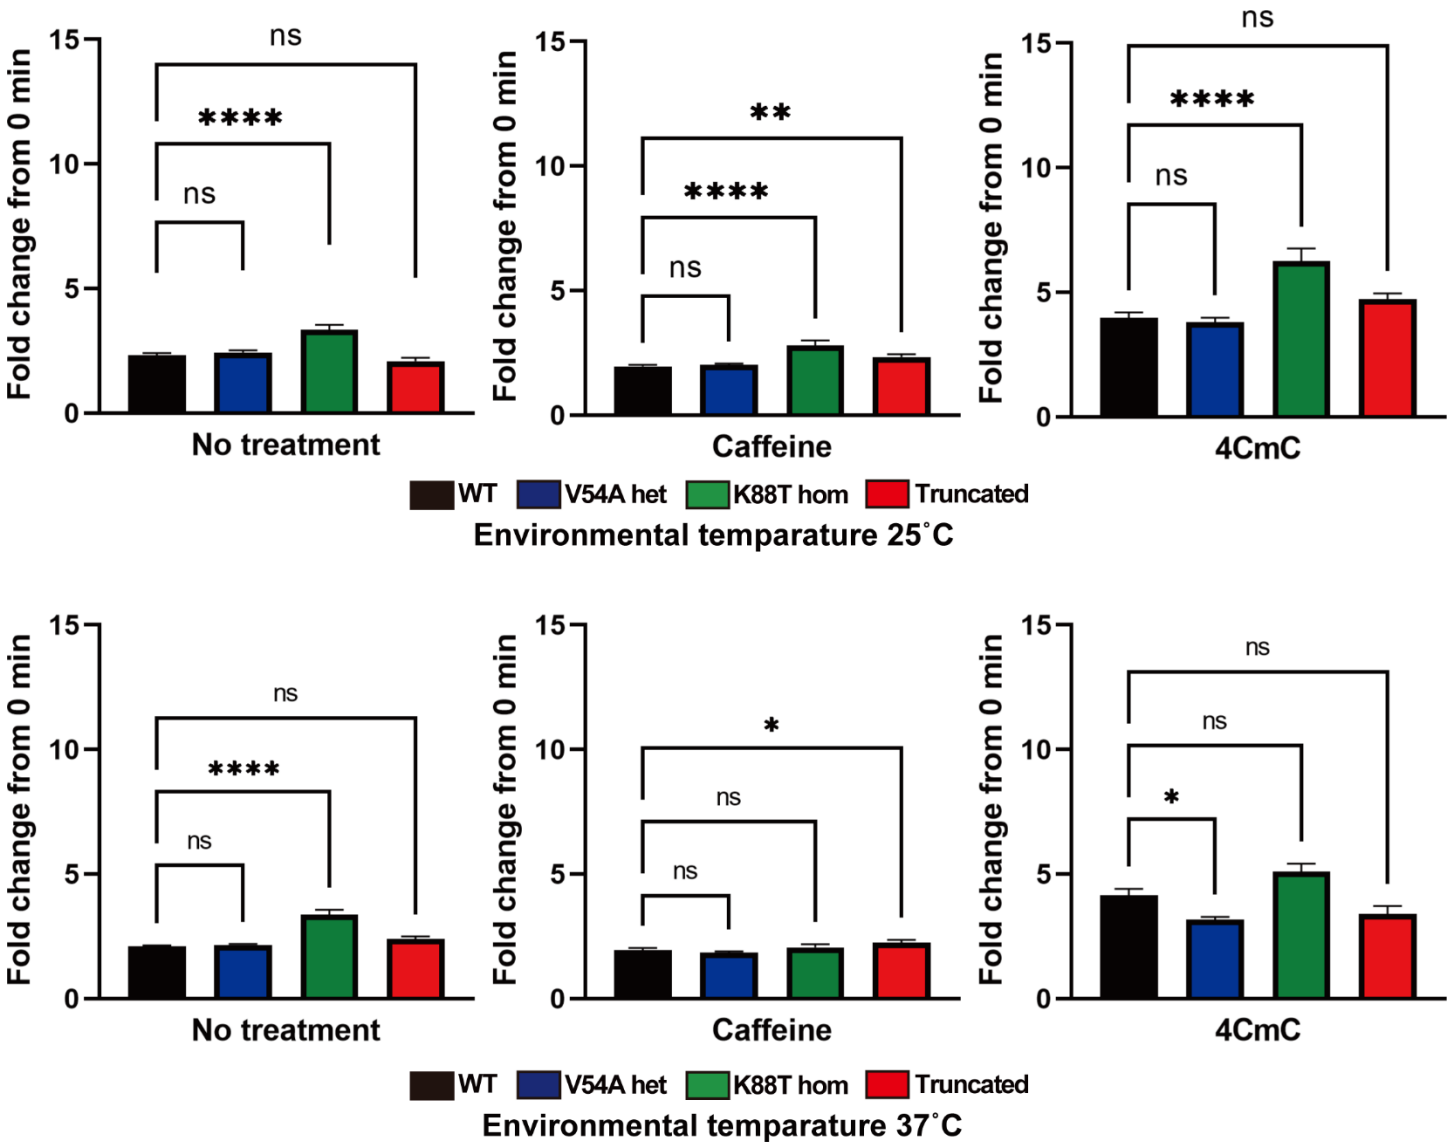 Fold change from 0 min
15
10
5
0
ns
****
ns
No treatment
Fold change from 0 min
15
10
5
0
**
****
ns
Caffeine
Fold change from 0 min
15
10
5
0
ns
****
ns
4CmC
WT V54A het K88T hom Truncated
Environmental temparature 25°C
Fold change from 0 min
15
10
5
0
ns
****
ns
No treatment
Fold change from 0 min
15
10
5
0
*
ns
ns
Caffeine
Fold change from 0 min
15
10
5
0
ns
ns
*
4CmC
WT V54A het K88T hom Truncated
Environmental temparature 37°C